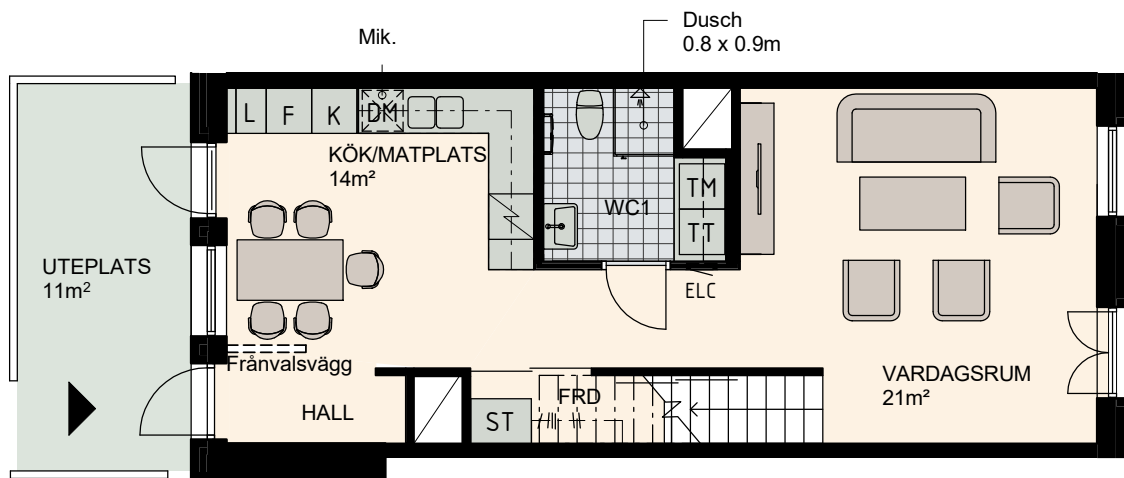 Dusch
0.8 x 0.9m
Mik.
L
F
K
DM
KÖK/MATPLATS
14m²
TM
WC1
TT
UTEPLATS
11m²
ELC
Frånvalsvägg
HALL
FRD
ST
VARDAGSRUM
21m²